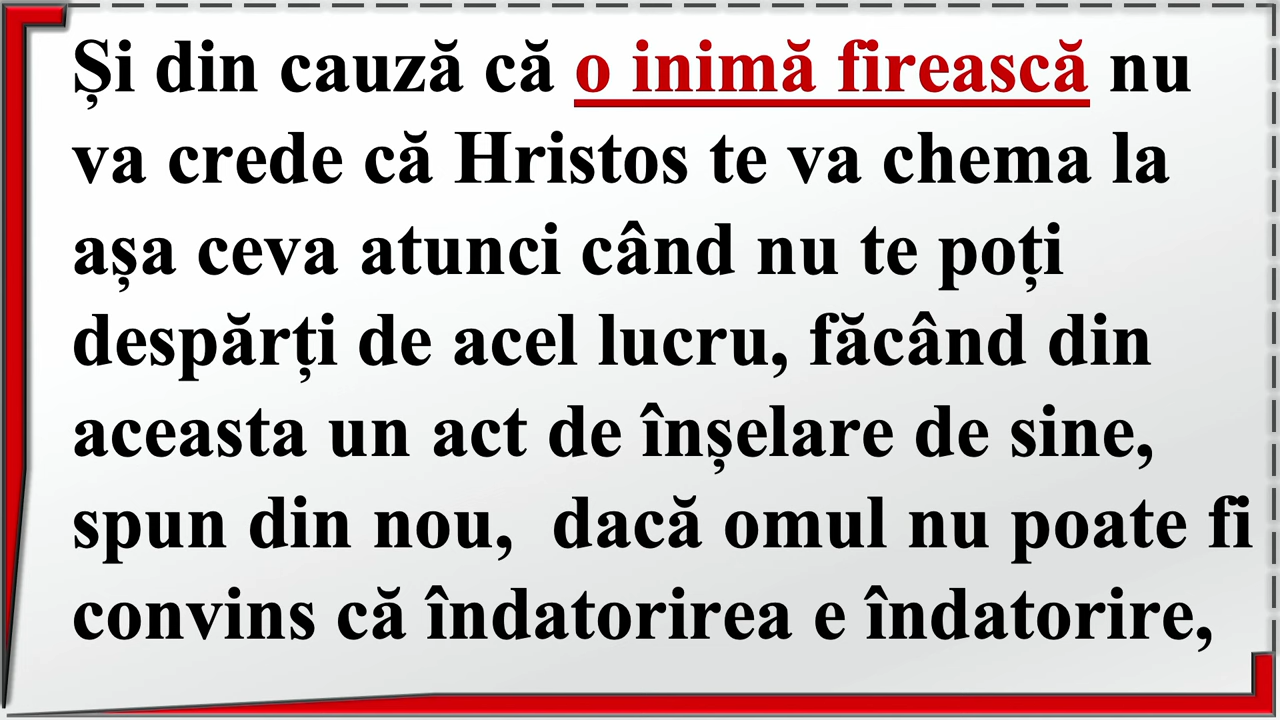 Și din cauză că o inimă firească nu
va crede că Hristos te va chema la
așa ceva atunci când nu te poți
despărți de acel lucru, făcând din
aceasta un act de înșelare de sine,
spun din nou,  dacă omul nu poate fi
convins că îndatorirea e îndatorire,